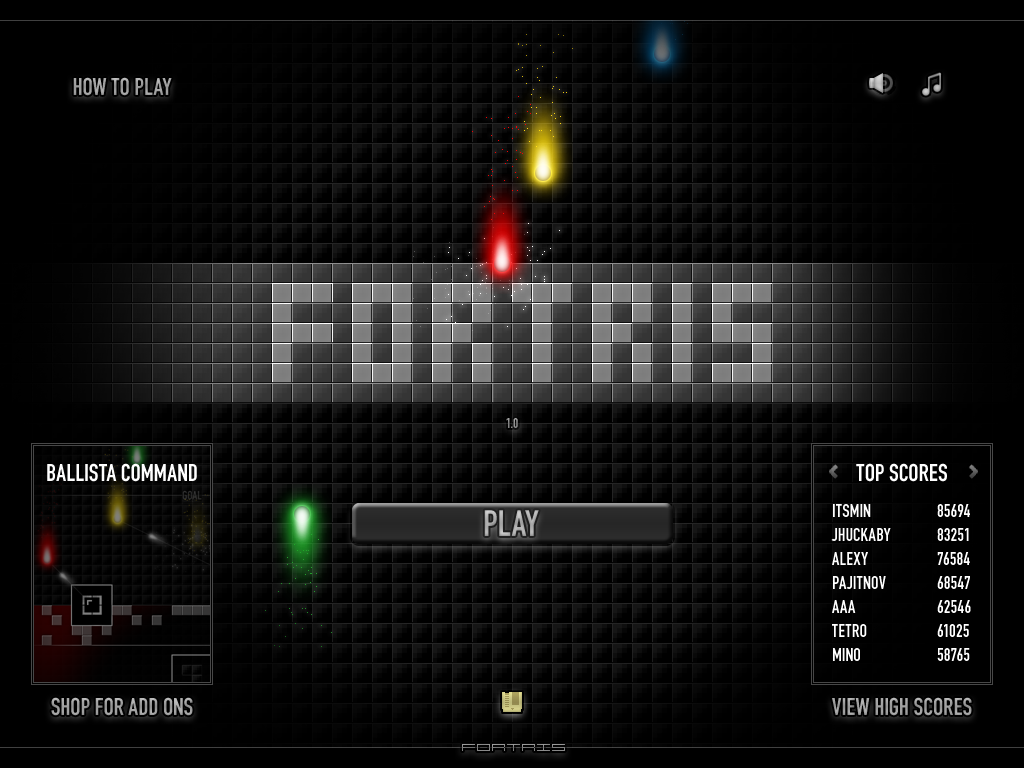 HOW TO PLAY
FORTRIS
1.0
BALLISTA COMMAND
GOAL
SHOP FOR ADD ONS
PLAY
TOP SCORES
ITSMIN 85694
JHUCKABY 83251
ALEXY 76584
PAJITNOV 68547
AAA 62546
TETRO 61025
MINO 58765
VIEW HIGH SCORES
FORTRIS